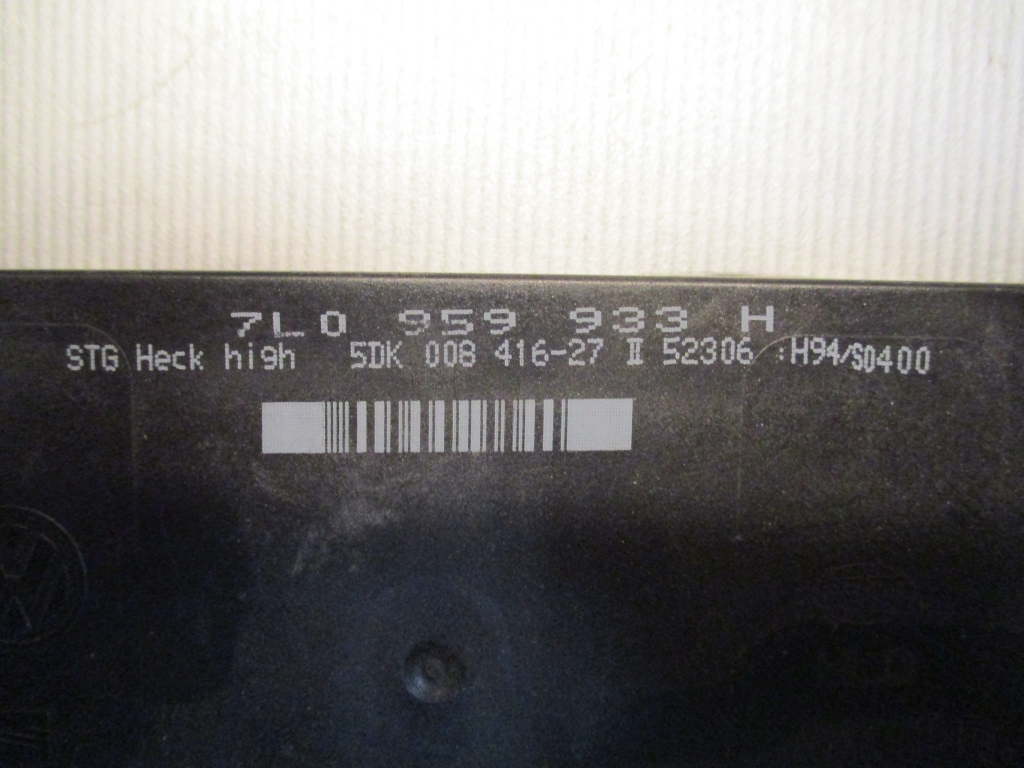 7L0 959 933 H
STG Heck high 5DK 008 416-27 II 52306 :H94/S0400